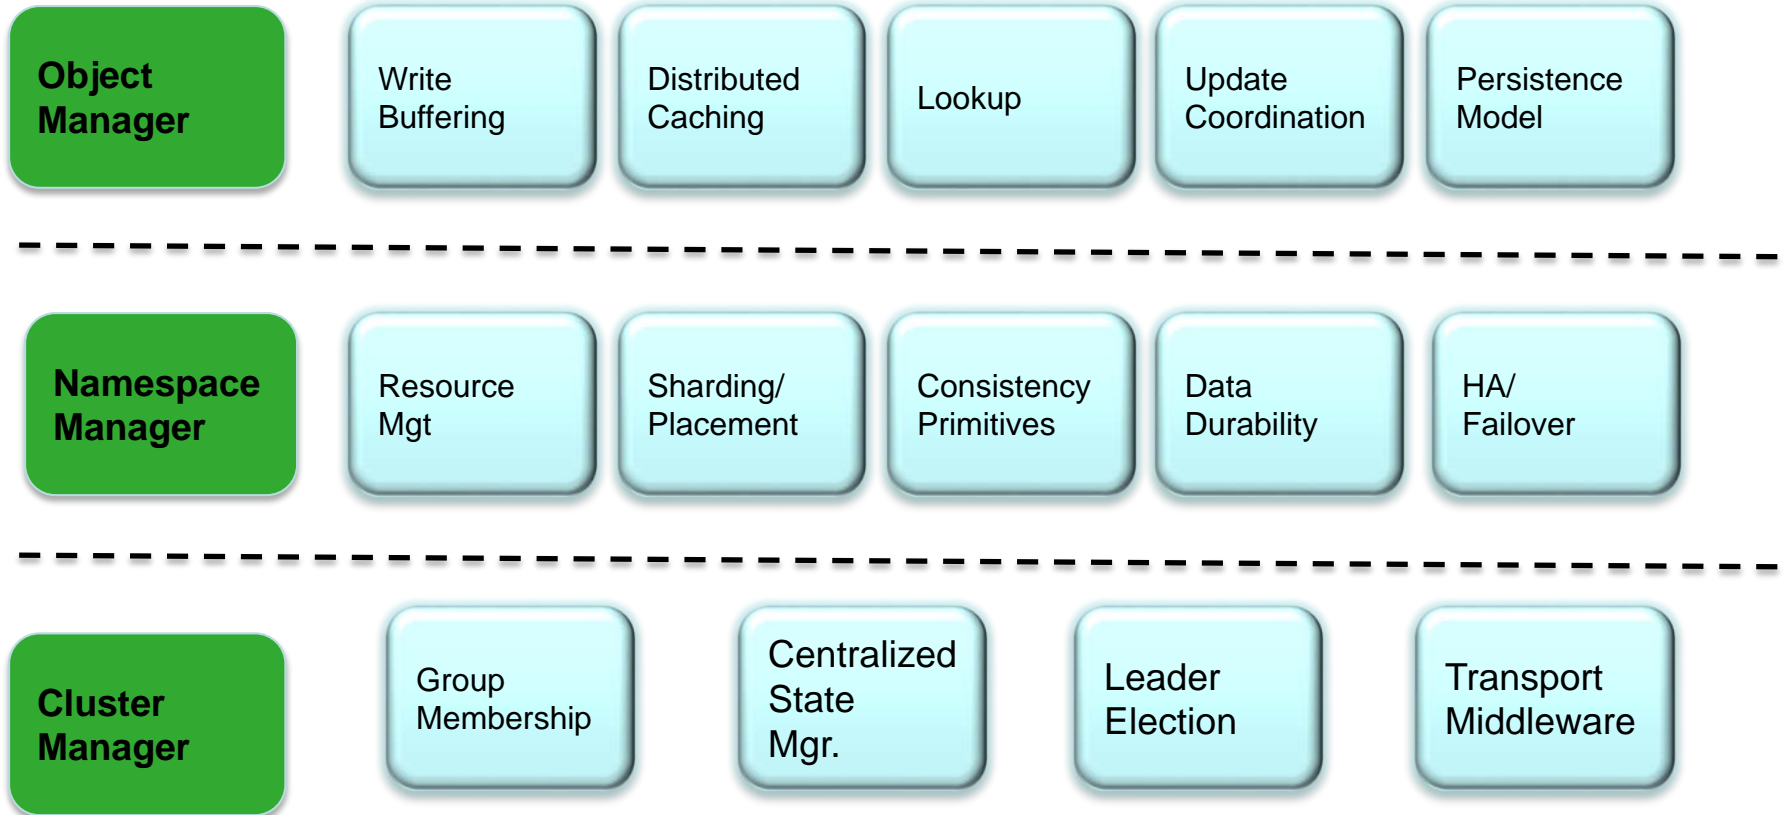 Object
Manager
Write
Buffering
Distributed
Caching
Lookup
Update
Coordination
Persistence
Model
Namespace
Manager
Resource
Mgt
Sharding/
Placement
Consistency
Primitives
Data
Durability
HA/
Failover
Cluster
Manager
Group
Membership
Centralized
State
Mgr.
Leader
Election
Transport
Middleware